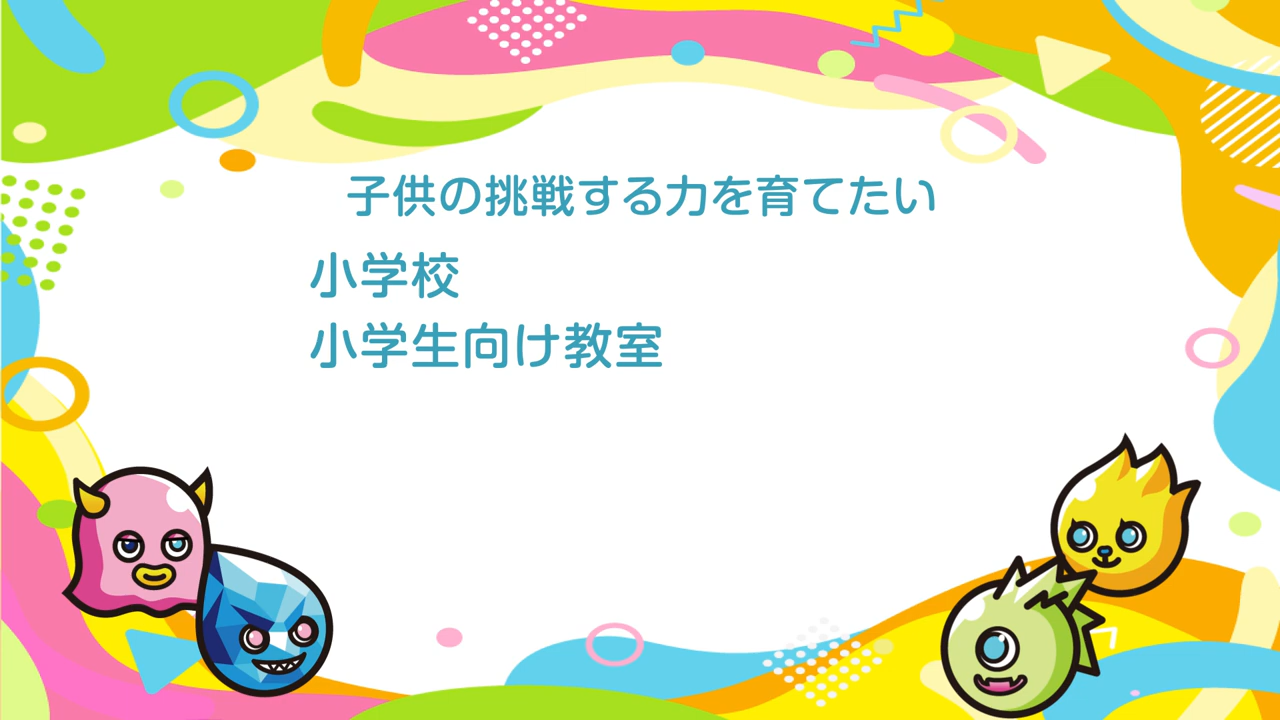 子供の挑戦する力を育てたい
小学校
小学生向け教室